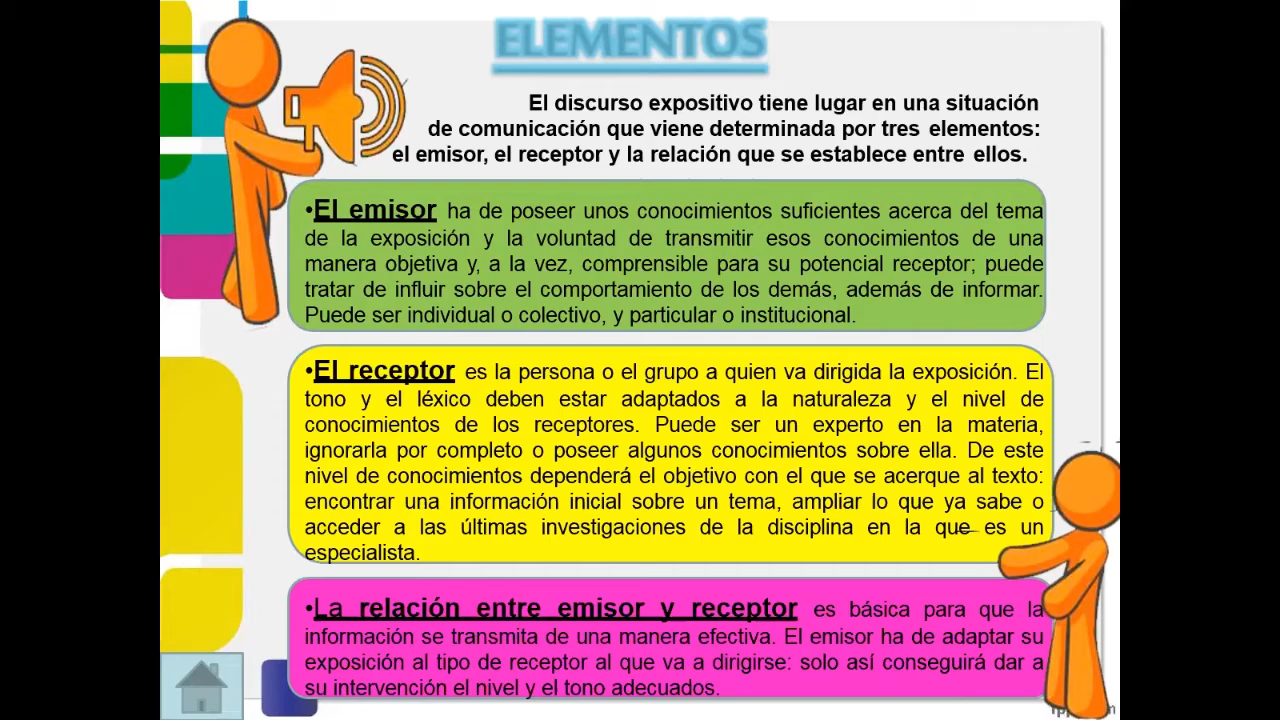 ELEMENTOS
El discurso expositivo tiene lugar en una situación
de comunicación que viene determinada por tres elementos:
el emisor, el receptor y la relación que se establece entre ellos.
•El emisor ha de poseer unos conocimientos suficientes acerca del tema
de la exposición y la voluntad de transmitir esos conocimientos de una
manera objetiva y, a la vez, comprensible para su potencial receptor; puede
tratar de influir sobre el comportamiento de los demás, además de informar.
Puede ser individual o colectivo, y particular o institucional.
•El receptor es la persona o el grupo a quien va dirigida la exposición. El
tono y el léxico deben estar adaptados a la naturaleza y el nivel de
conocimientos de los receptores. Puede ser un experto en la materia,
ignorarla por completo o poseer algunos conocimientos sobre ella. De este
nivel de conocimientos dependerá el objetivo con el que se acerque al texto:
encontrar una información inicial sobre un tema, ampliar lo que ya sabe o
acceder a las últimas investigaciones de la disciplina en la que es un
especialista.
•La relación entre emisor y receptor es básica para que la
información se transmita de una manera efectiva. El emisor ha de adaptar su
exposición al tipo de receptor al que va a dirigirse: solo así conseguirá dar a
su intervención el nivel y el tono adecuados.